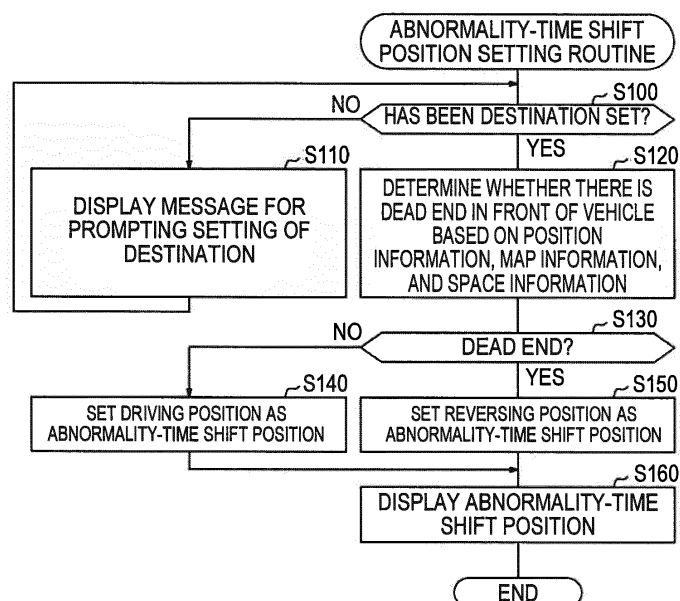 ABNORMALITY-TIME SHIFT
POSITION SETTING ROUTINE
S100
NO
HAS BEEN DESTINATION SET?
YES
S110
DISPLAY MESSAGE FOR
PROMPTING SETTING OF
DESTINATION
S120
DETERMINE WHETHER THERE IS
DEAD END IN FRONT OF VEHICLE
BASED ON POSITION
INFORMATION, MAP INFORMATION,
AND SPACE INFORMATION
S130
NO
DEAD END?
YES
S140
SET DRIVING POSITION AS
ABNORMALITY-TIME SHIFT POSITION
S150
SET REVERSING POSITION AS
ABNORMALITY-TIME SHIFT POSITION
S160
DISPLAY ABNORMALITY-TIME
SHIFT POSITION
END